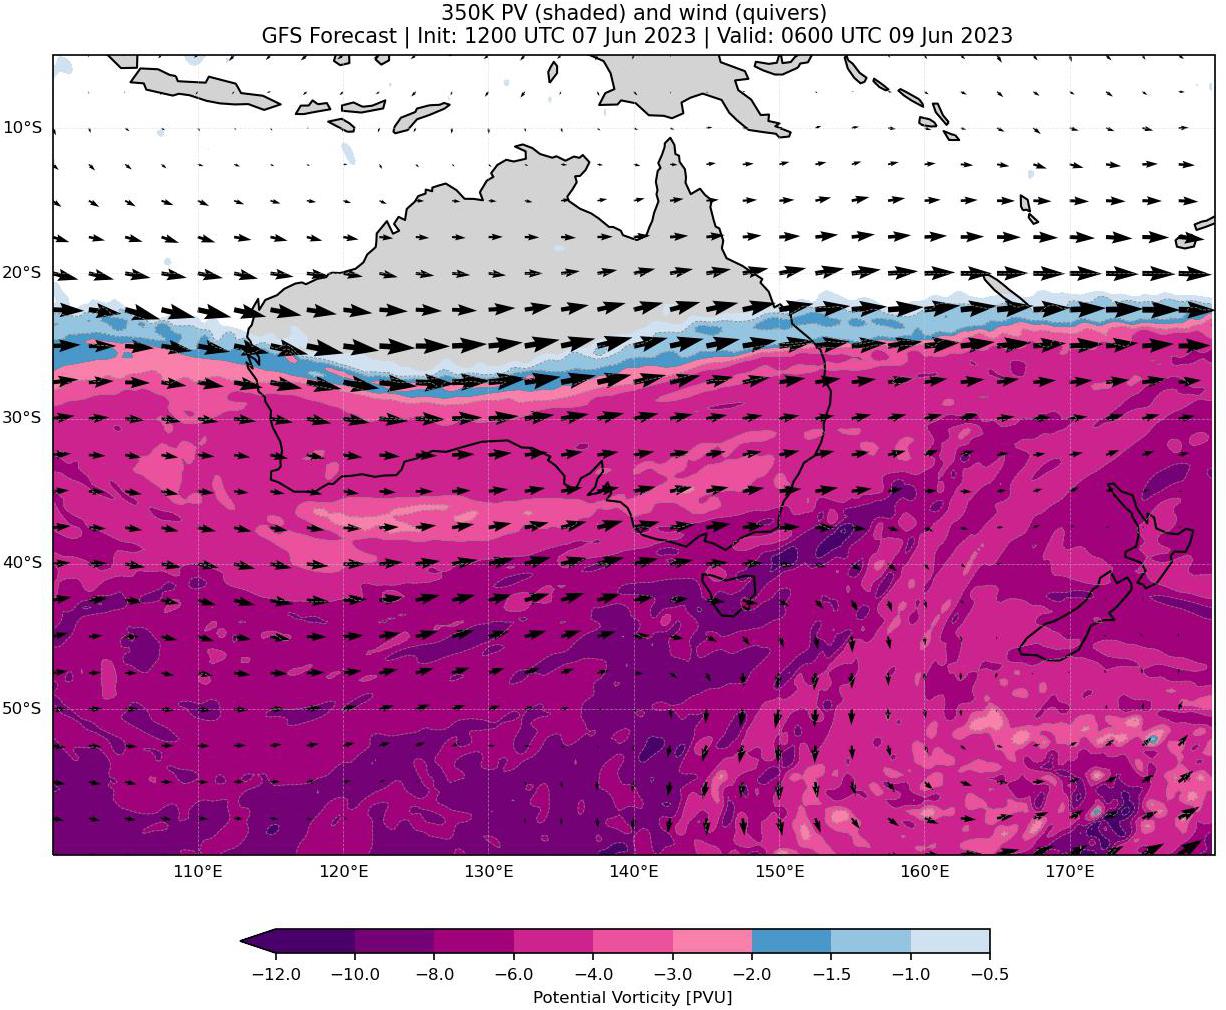 350K PV (shaded) and wind (quivers)
GFS Forecast | Init: 1200 UTC 07 Jun 2023 | Valid: 0600 UTC 09 Jun 2023
10°S
20°S
30°S
40°S
50°S
110°E 120°E 130°E 140°E 150°E 160°E 170°E
−12.0 −10.0 −8.0 −6.0 −4.0 −3.0 −2.0 −1.5 −1.0 −0.5
Potential Vorticity [PVU]